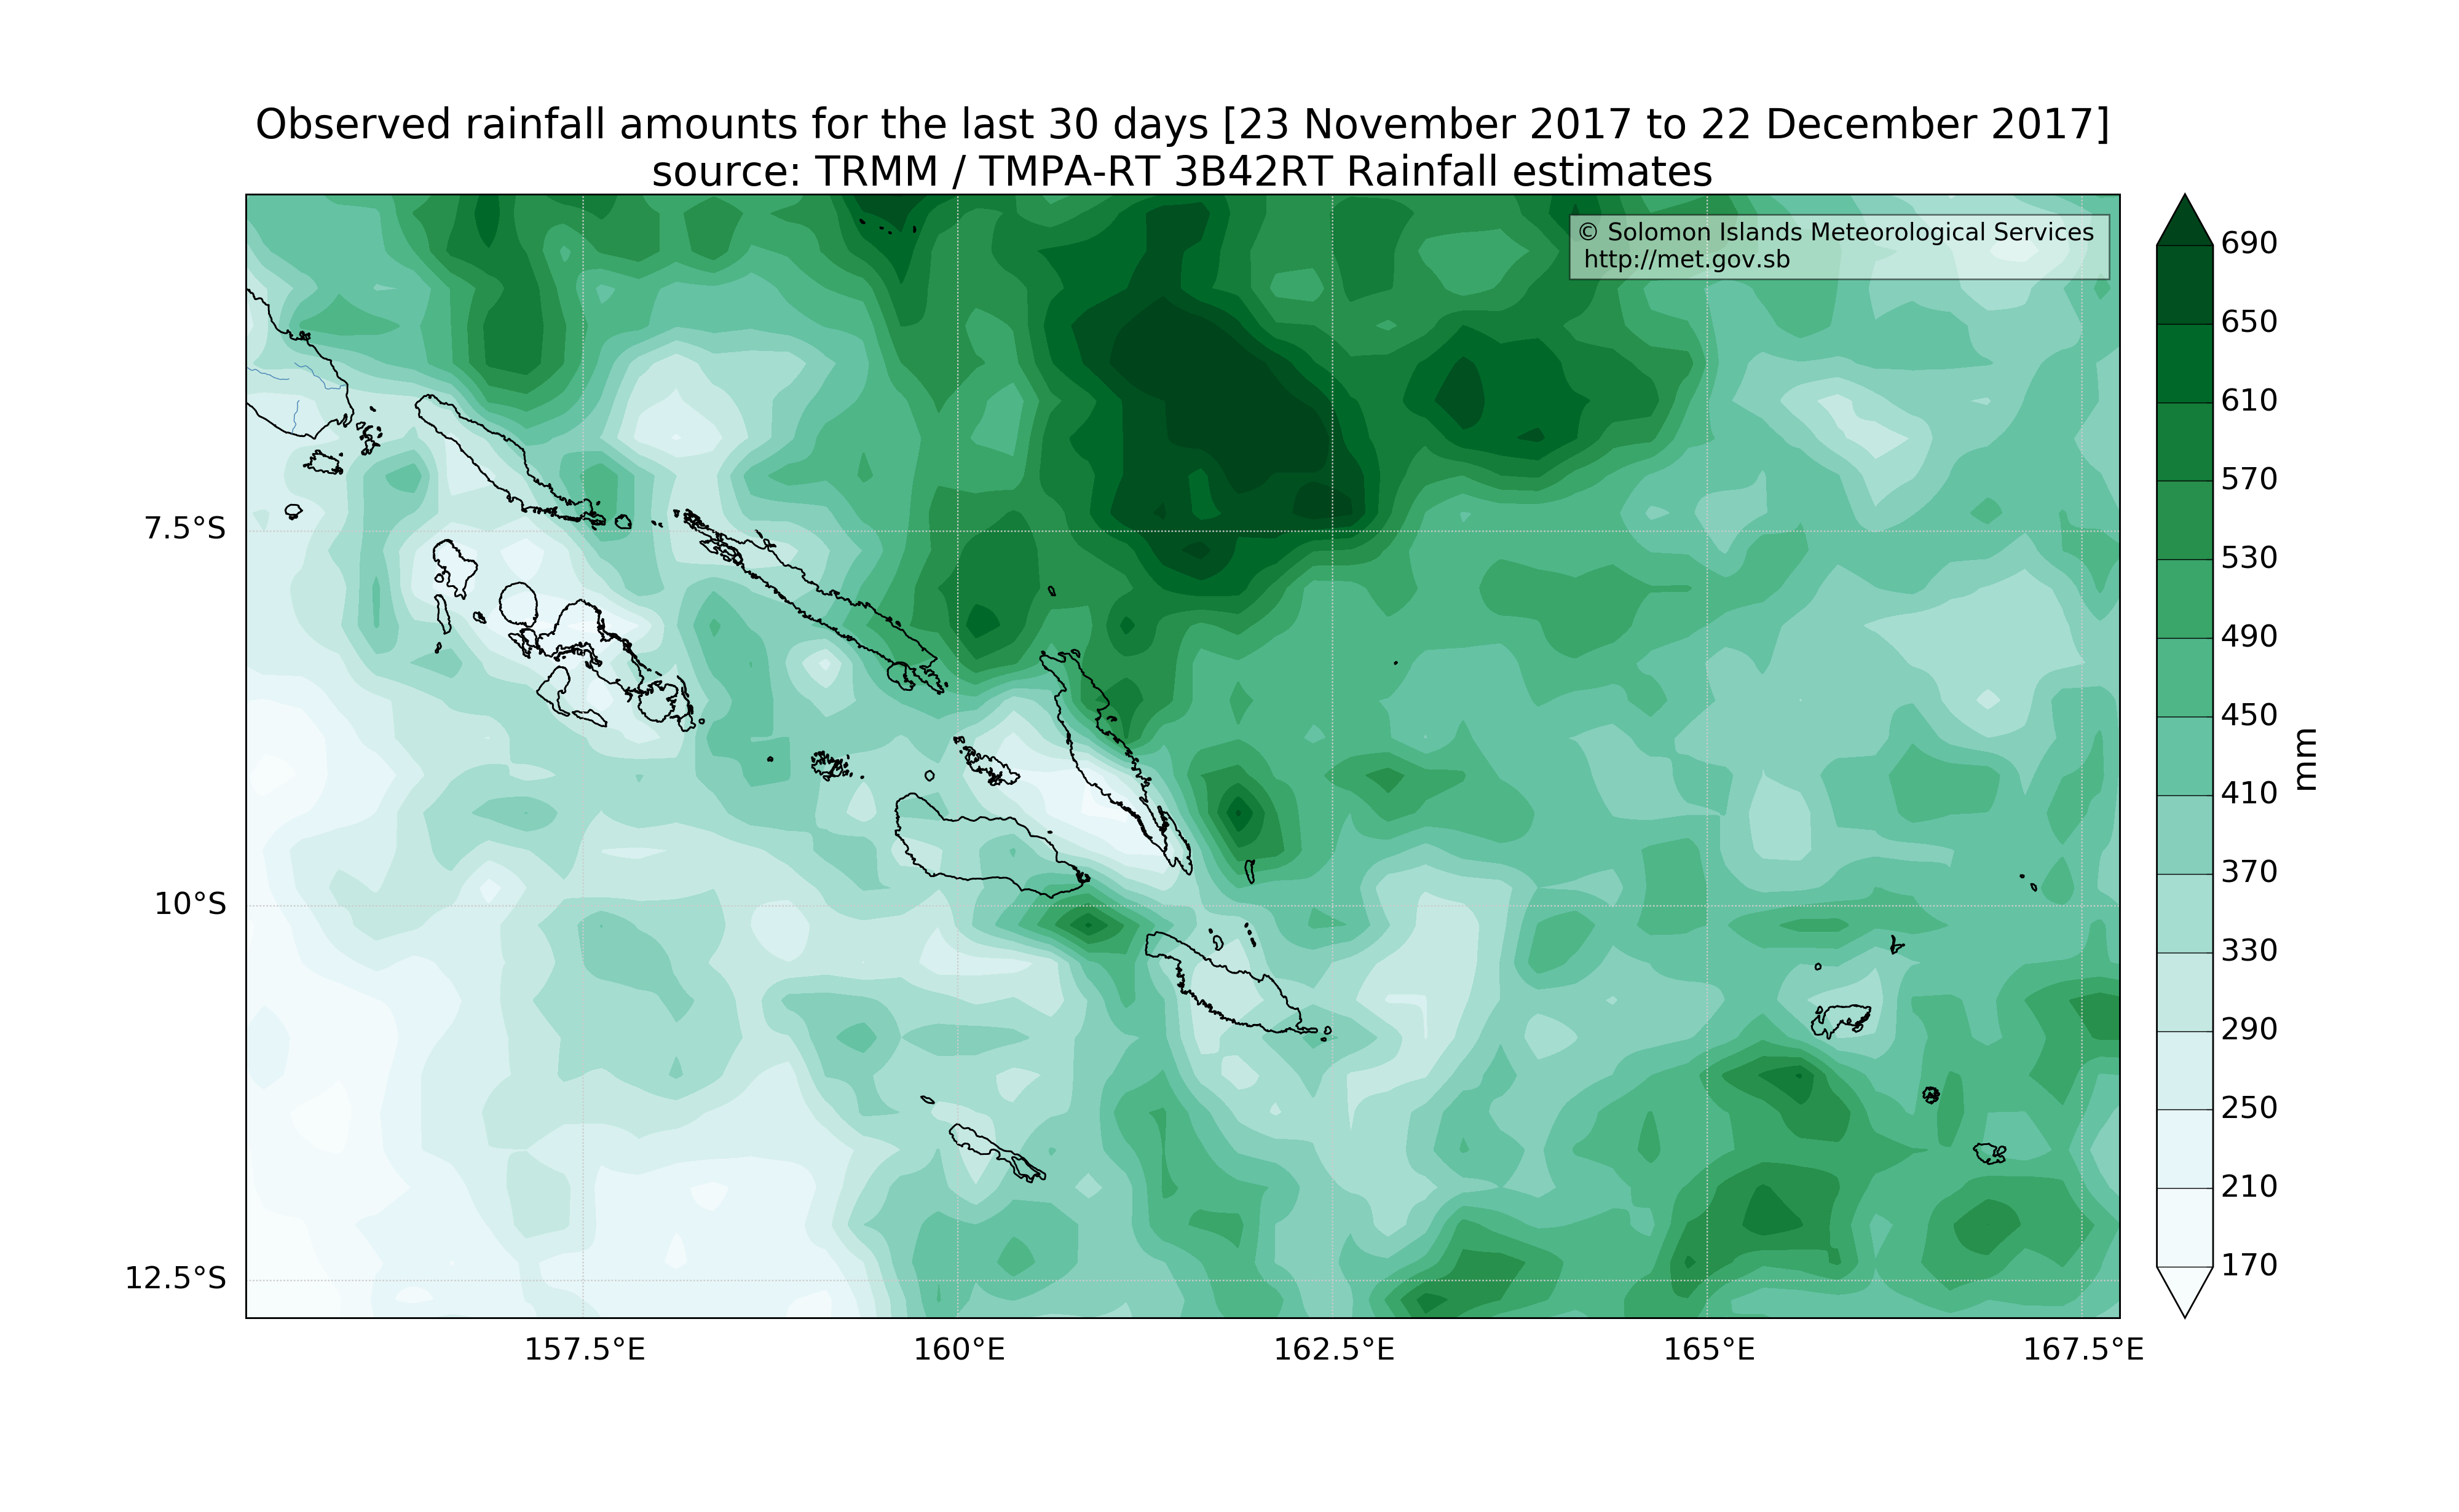 Observed rainfall amounts for the last 30 days [23 November 2017 to 22 December 2017]
source: TRMM / TMPA-RT 3B42RT Rainfall estimates
© Solomon Islands Meteorological Services
http://met.gov.sb
7.5°S
10°S
12.5°S
157.5°E
160°E
162.5°E
165°E
167.5°E
690
650
610
570
530
490
450
410
370
330
290
250
210
170
mm